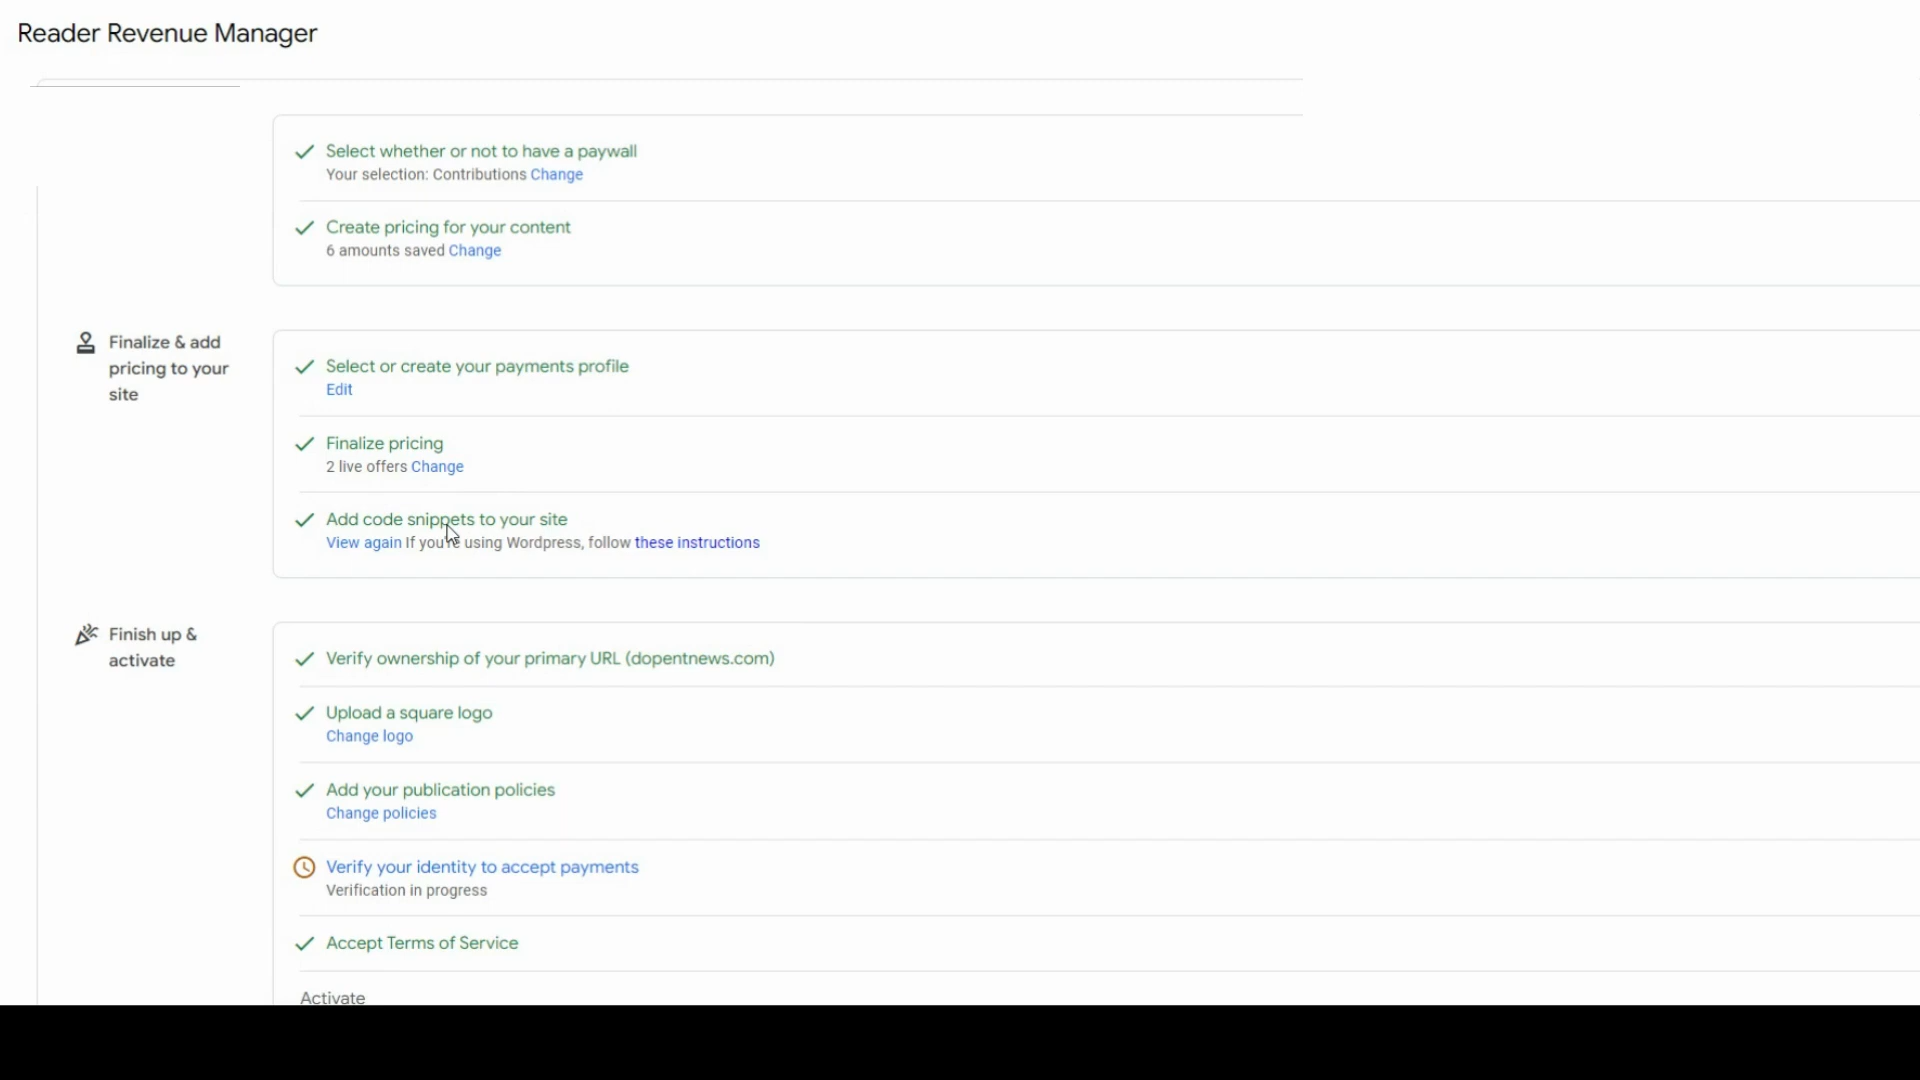 Reader Revenue Manager
Select whether or not to have a paywall
Your selection: Contributions Change
Create pricing for your content
6 amounts saved Change
Finalize & add
pricing to your
site
Select or create your payments profile
Edit
Finalize pricing
2 live offers Change
Add code snippets to your site
View again If you're using Wordpress, follow these instructions
Finish up &
activate
Verify ownership of your primary URL (dopentnews.com)
Upload a square logo
Change logo
Add your publication policies
Change policies
Verify your identity to accept payments
Verification in progress
Accept Terms of Service
Activate